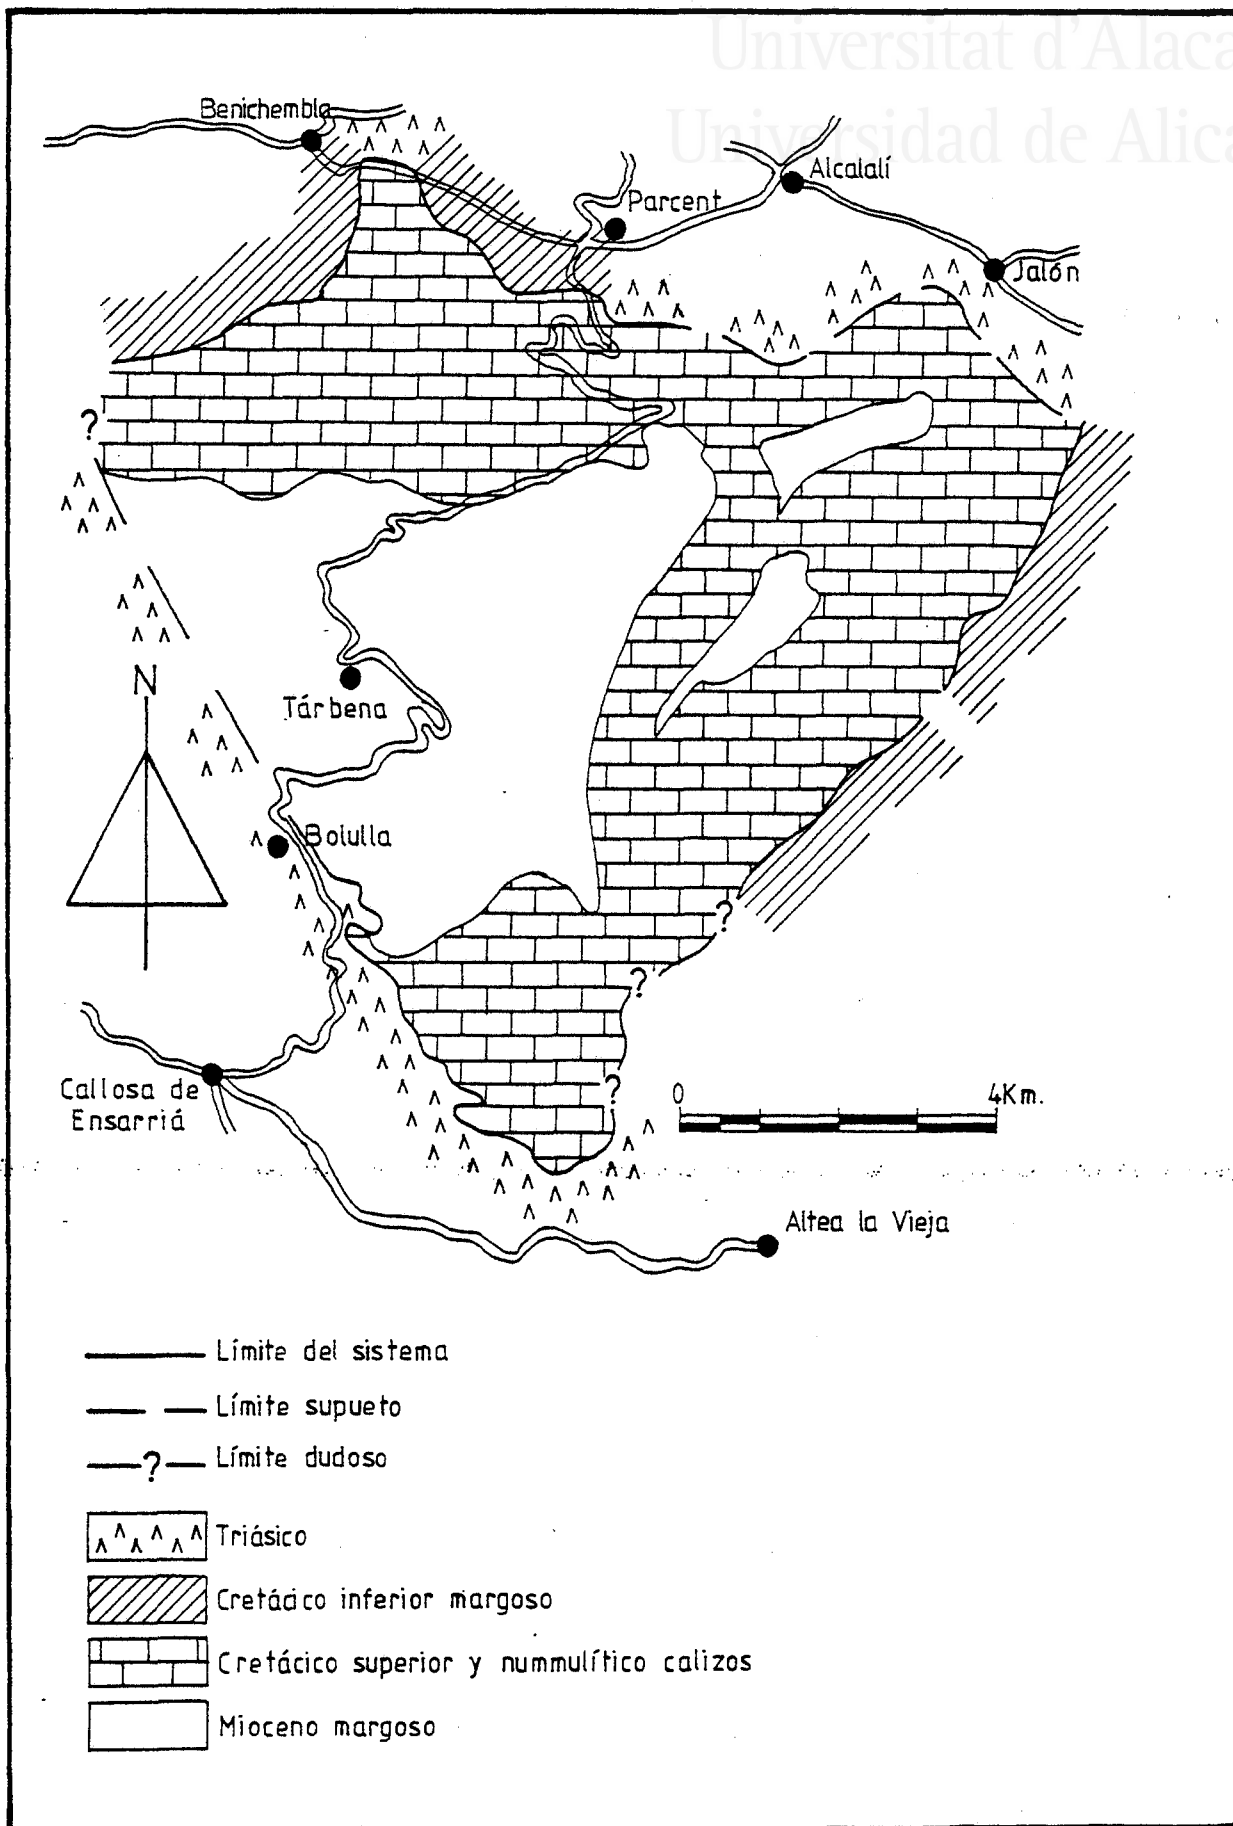 Universitat d'Alaca
Universidad de Alica
Benichembla
Alcalalí
Parcent
Jalón
?
N
Tárbena
Bolulla
?
?
Callosa de
Ensarriá
?
0 4Km.
Altea la Vieja
Límite del sistema
Límite supueto
? Límite dudoso
Triásico
Cretácico inferior margoso
Cretácico superior y nummulítico calizos
Mioceno margoso